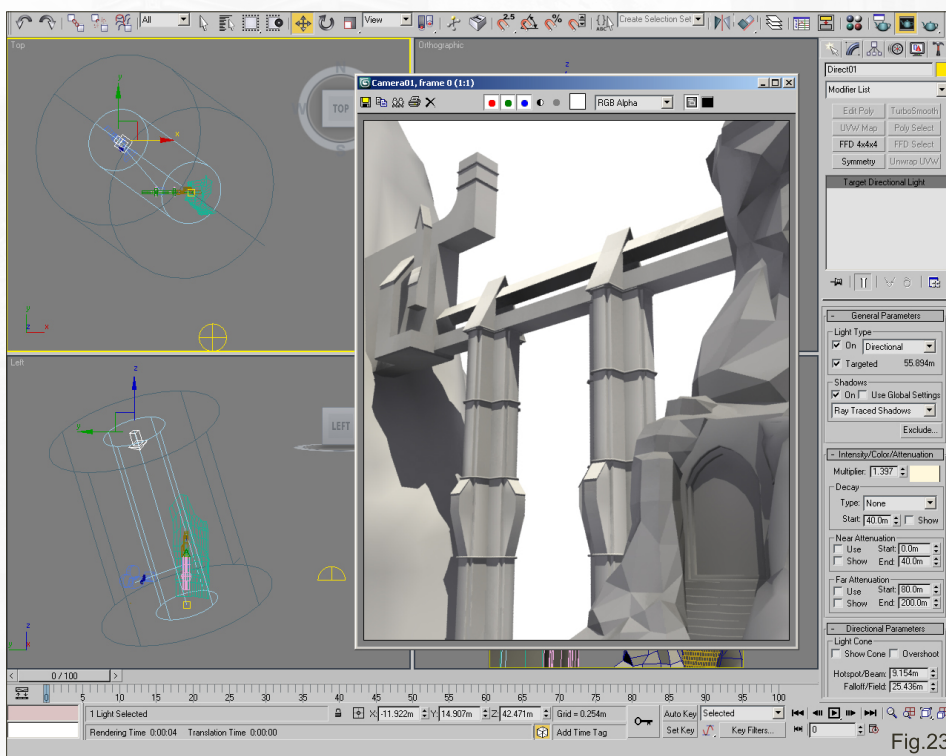 All
View
2.5
ABC
Create Selection Set
Top
Orthographic
Left
TOP
N
S
LEFT
Camera01, frame 0 (1:1)
RGB Alpha
Direct01
Modifier List
Edit Poly TurboSmooth
UVW Map Poly Select
FFD 4x4x4 FFD Select
Symmetry Unwrap UVW
Target Directional Light
- General Parameters
Light Type
On Directional
Targeted 55.894m
Shadows
On Use Global Settings
Ray Traced Shadows
Exclude...
- Intensity/Color/Attenuation
Multiplier: 1.397
Decay
Type: None
Start: 40.0m Show
Near Attenuation
Use Start: 0.0m
Show End: 40.0m
Far Attenuation
Use Start: 80.0m
Show End: 200.0m
- Directional Parameters
Light Cone
Show Cone Overshoot
Hotspot/Beam: 9.154m
Falloff/Field: 25.436m
0 / 100
0 5 10 15 20 25 30 35 40 45 50 55 60 65 70 75 80 85 90 95 100
1 Light Selected X: -11.922m Y: 14.907m Z: 42.471m Grid = 0.254m Auto Key Selected
Rendering Time 0:00:04 Translation Time 0:00:00 Add Time Tag Set Key Key Filters... 0
Fig.23